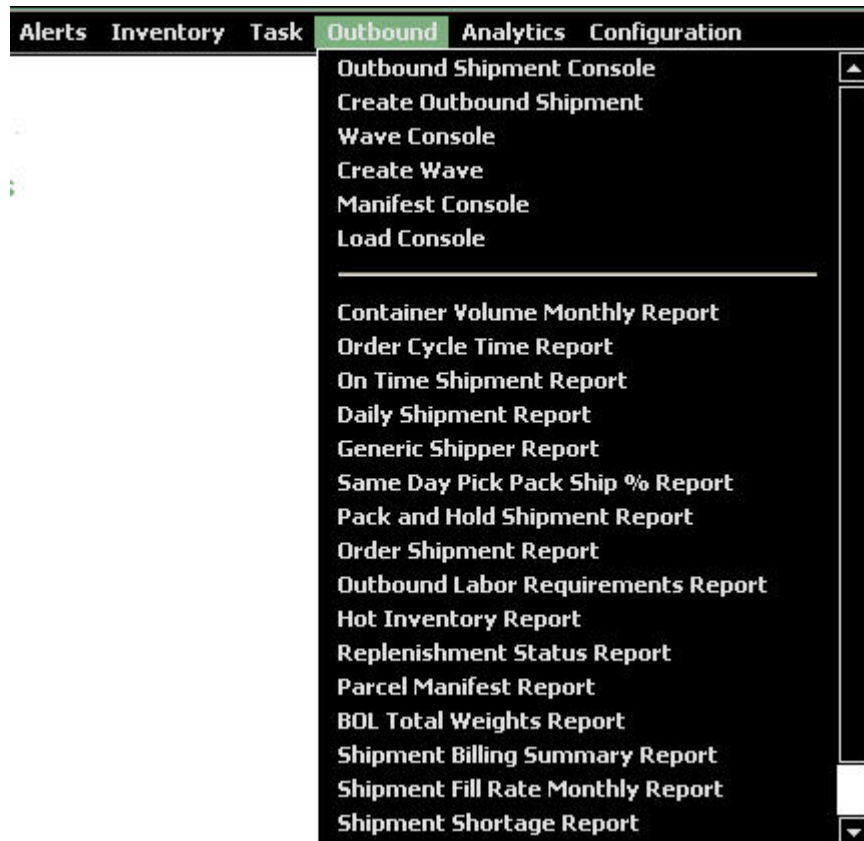 Alerts Inventory Task Outbound Analytics Configuration
Outbound Shipment Console
Create Outbound Shipment
Wave Console
Create Wave
Manifest Console
Load Console
Container Volume Monthly Report
Order Cycle Time Report
On Time Shipment Report
Daily Shipment Report
Generic Shipper Report
Same Day Pick Pack Ship % Report
Pack and Hold Shipment Report
Order Shipment Report
Outbound Labor Requirements Report
Hot Inventory Report
Replenishment Status Report
Parcel Manifest Report
BOL Total Weights Report
Shipment Billing Summary Report
Shipment Fill Rate Monthly Report
Shipment Shortage Report